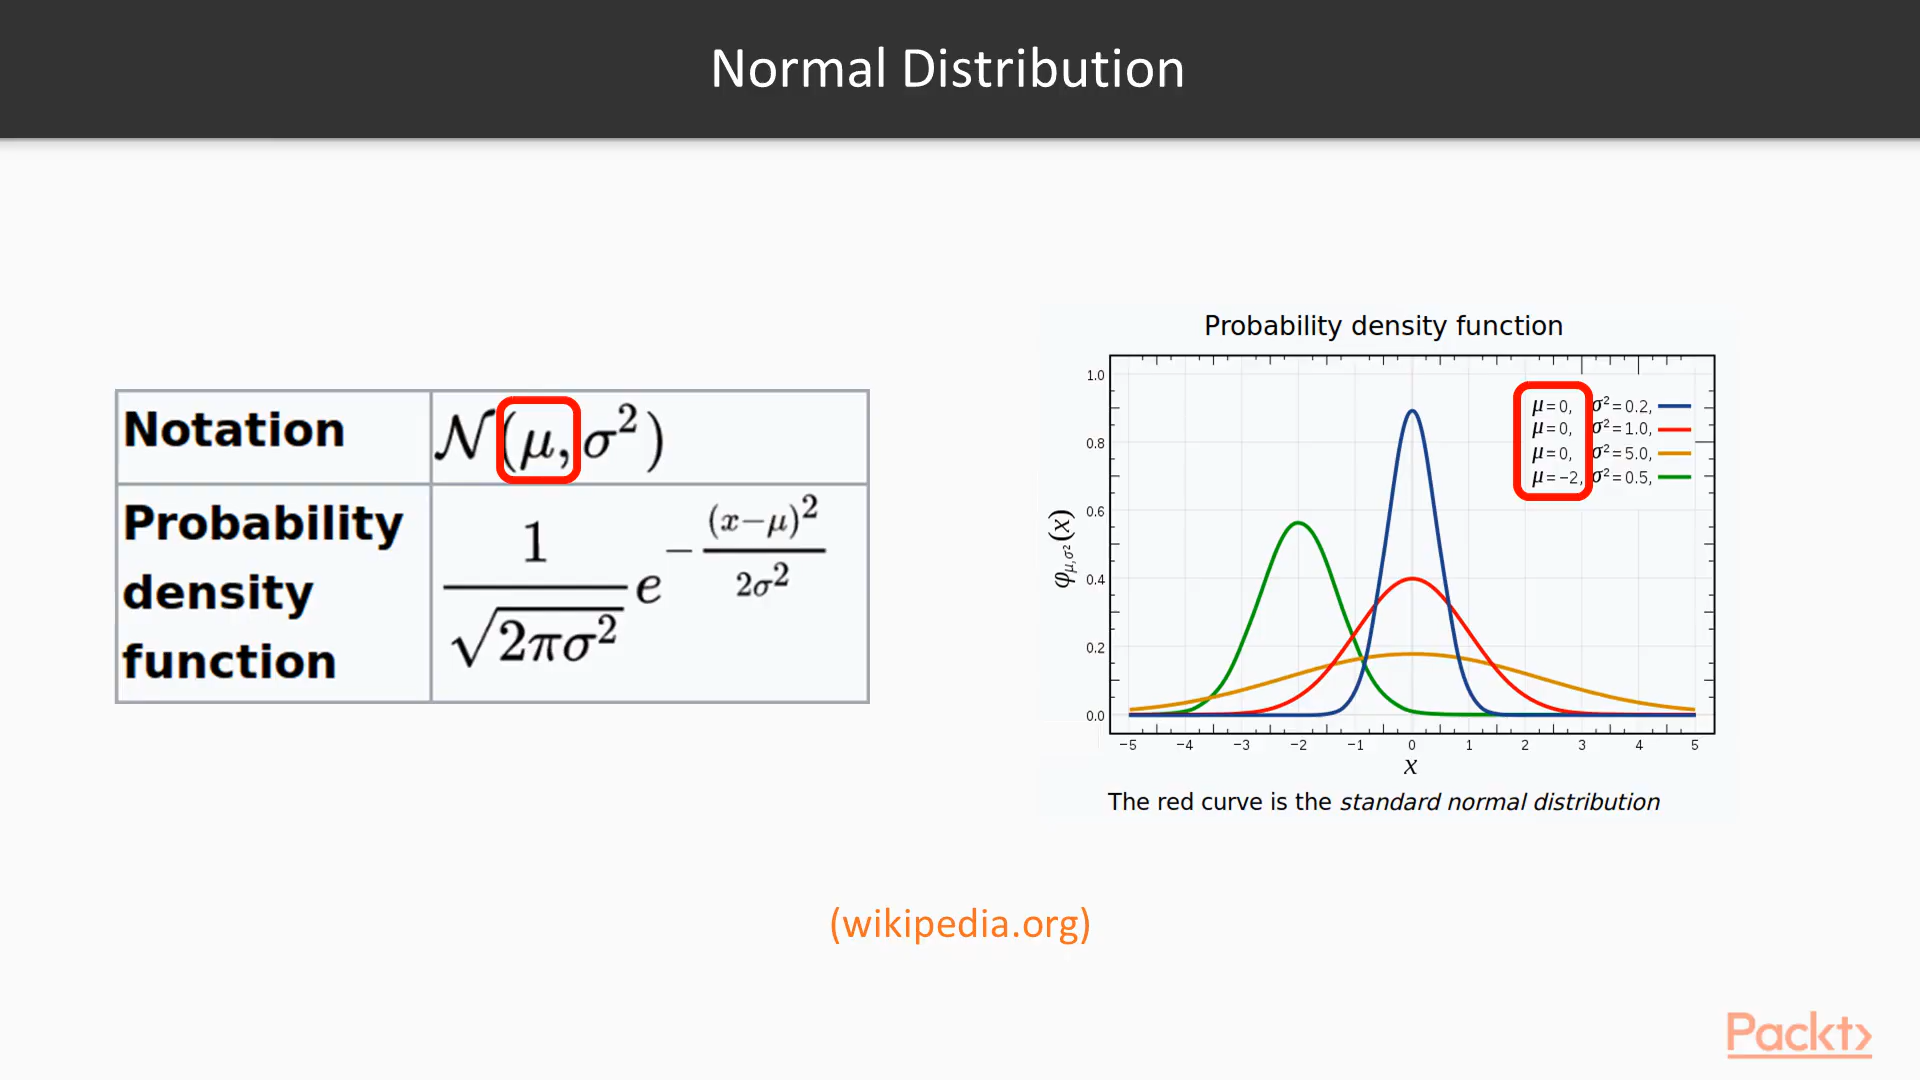 Normal Distribution
Notation
𝒩(μ, σ²)
Probability density function
1
√2πσ²
e
−
(x−μ)²
2σ²
Probability density function
φμ,σ²(x)
1.0
0.8
0.6
0.4
0.2
0.0
μ=0, σ²=0.2,
μ=0, σ²=1.0,
μ=0, σ²=5.0,
μ=−2, σ²=0.5,
−5 −4 −3 −2 −1 0 1 2 3 4 5
x
The red curve is the standard normal distribution
(wikipedia.org)
Packt>